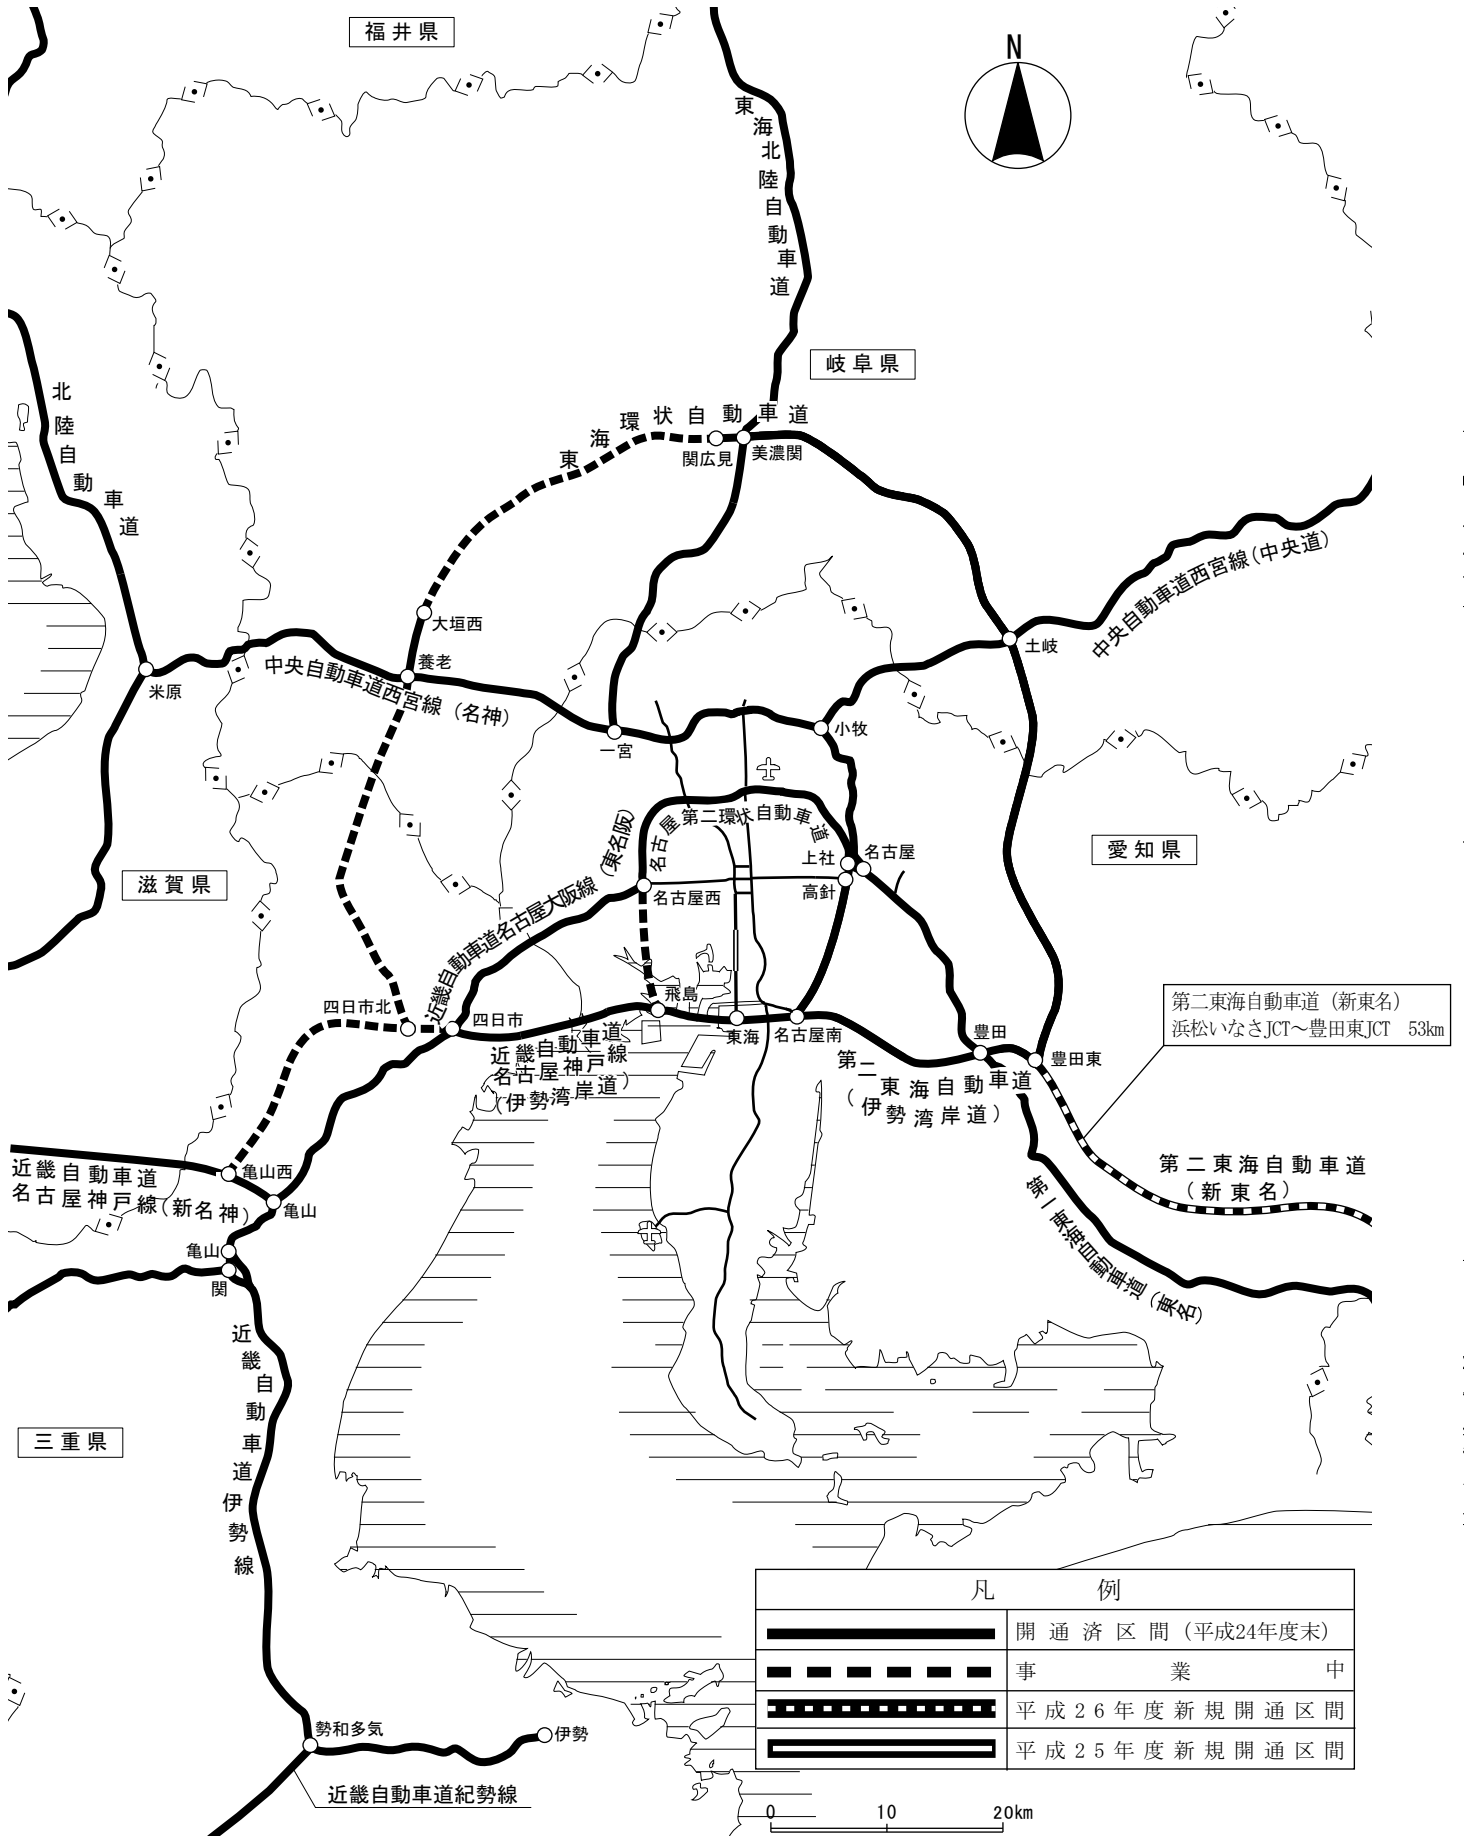 福井県
N
東海北陸自動車道
岐阜県
北陸自動車道
東海環状自動車道
関広見
美濃関
中央自動車道西宮線(中央道)
大垣西
養老
土岐
米原
中央自動車道西宮線(名神)
一宮
小牧
名古屋第二環状自動車道
愛知県
滋賀県
近畿自動車道名古屋大阪線(東名阪)
上社
名古屋
高針
名古屋西
四日市北
四日市
飛島
東海
名古屋南
豊田
豊田東
第二東海自動車道(新東名)
浜松いなさJCT~豊田東JCT 53km
近畿自動車道
名古屋神戸線
(伊勢湾岸道)
第二東海自動車道
(伊勢湾岸道)
近畿自動車道
名古屋神戸線(新名神)
亀山西
亀山
亀山
関
第二東海自動車道
(新東名)
第一東海自動車道(東名)
近畿自動車道伊勢線
三重県
勢和多気
伊勢
近畿自動車道紀勢線
凡例
開通済区間(平成24年度末)
事業中
平成26年度新規開通区間
平成25年度新規開通区間
0 10 20km